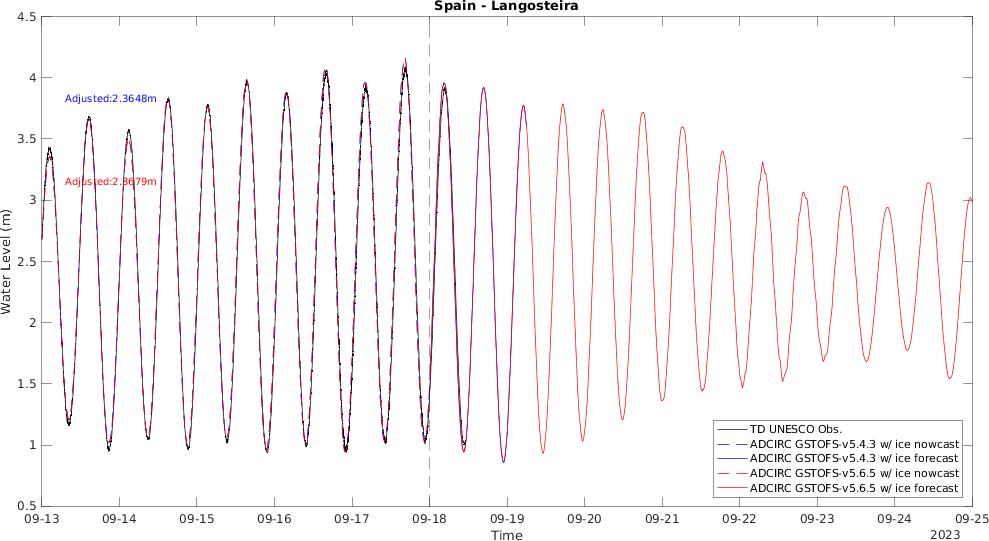 Spain - Langosteira
4.5
4
3.5
3
2.5
2
1.5
1
0.5
Water Level (m)
Adjusted:2.3648m
Adjusted:2.3679m
TD UNESCO Obs.
ADCIRC GSTOFS-v5.4.3 w/ ice nowcast
ADCIRC GSTOFS-v5.4.3 w/ ice forecast
ADCIRC GSTOFS-v5.6.5 w/ ice nowcast
ADCIRC GSTOFS-v5.6.5 w/ ice forecast
09-13 09-14 09-15 09-16 09-17 09-18 09-19 09-20 09-21 09-22 09-23 09-24 09-25
Time
2023